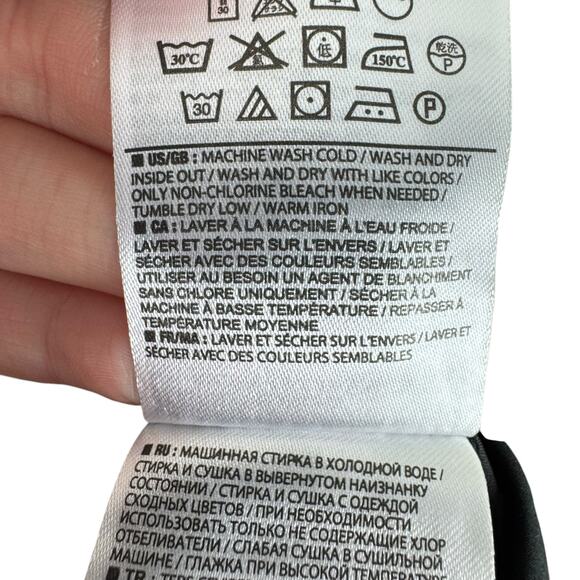 30
30℃ 低 150℃ 乾洗 P
30 P
US/GB : MACHINE WASH COLD / WASH AND DRY
INSIDE OUT / WASH AND DRY WITH LIKE COLORS /
ONLY NON-CHLORINE BLEACH WHEN NEEDED /
TUMBLE DRY LOW / WARM IRON
CA : LAVER À LA MACHINE À L'EAU FROIDE /
LAVER ET SÉCHER SUR L'ENVERS / LAVER ET
SÉCHER AVEC DES COULEURS SEMBLABLES /
UTILISER AU BESOIN UN AGENT DE BLANCHIMENT
SANS CHLORE UNIQUEMENT / SÉCHER À LA
MACHINE À BASSE TEMPÉRATURE / REPASSER À
TEMPÉRATURE MOYENNE
FR/MA : LAVER ET SÉCHER SUR L'ENVERS / LAVER ET
SÉCHER AVEC DES COULEURS SEMBLABLES
RU : МАШИННАЯ СТИРКА В ХОЛОДНОЙ ВОДЕ /
СТИРКА И СУШКА В ВЫВЕРНУТОМ НАИЗНАНКУ
СОСТОЯНИИ / СТИРКА И СУШКА С ОДЕЖДОЙ
СХОДНЫХ ЦВЕТОВ / ПРИ НЕОБХОДИМОСТИ
ИСПОЛЬЗОВАТЬ ТОЛЬКО НЕ СОДЕРЖАЩИЕ ХЛОР
ОТБЕЛИВАТЕЛИ / СЛАБАЯ СУШКА В СУШИЛЬНОЙ
МАШИНЕ / ГЛАЖКА ПРИ ВЫСОКОЙ ТЕМПЕРАТУРЕ
TR :